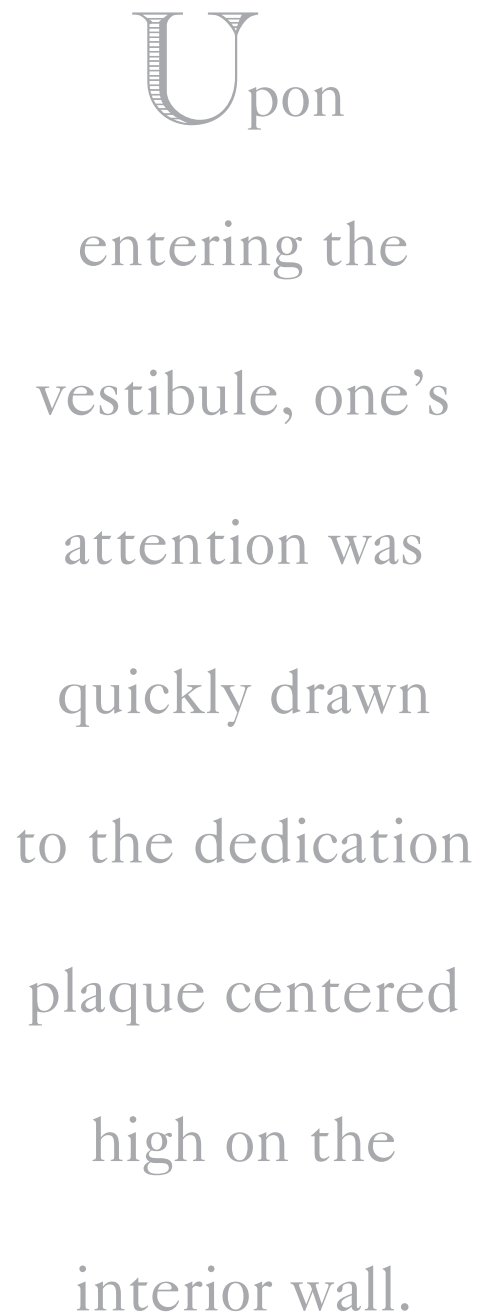 Upon
entering the
vestibule, one’s
attention was
quickly drawn
to the dedication
plaque centered
high on the
interior wall.